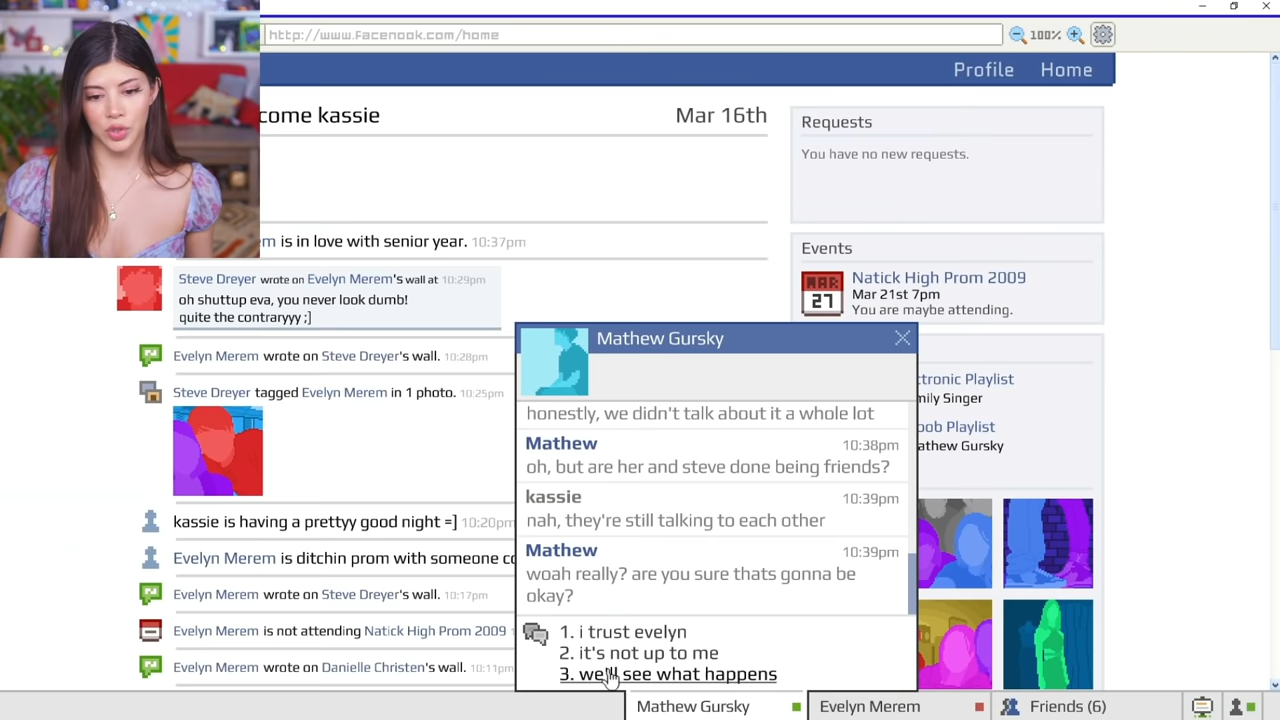 http://www.facenook.com/home
100%
Profile
Home
come kassie
Mar 16th
m is in love with senior year. 10:37pm
Steve Dreyer wrote on Evelyn Merem's wall at 10:29pm
oh shuttup eva, you never look dumb!
quite the contraryyy ;]
Evelyn Merem wrote on Steve Dreyer's wall. 10:28pm
Steve Dreyer tagged Evelyn Merem in 1 photo. 10:25pm
kassie is having a prettyy good night =] 10:20pm
Evelyn Merem is ditchin prom with someone co
Evelyn Merem wrote on Steve Dreyer's wall. 10:17pm
Evelyn Merem is not attending Natick High Prom 2009 1
Evelyn Merem wrote on Danielle Christen's wall. 10:11pm
Requests
You have no new requests.
Events
MAR
27
Natick High Prom 2009
Mar 21st 7pm
You are maybe attending.
ctronic Playlist
mily Singer
oob Playlist
athew Gursky
Mathew Gursky
honestly, we didn't talk about it a whole lot
Mathew 10:38pm
oh, but are her and steve done being friends?
kassie 10:39pm
nah, they're still talking to each other
Mathew 10:39pm
woah really? are you sure thats gonna be
okay?
1. i trust evelyn
2. it's not up to me
3. we'll see what happens
Mathew Gursky
Evelyn Merem
Friends (6)